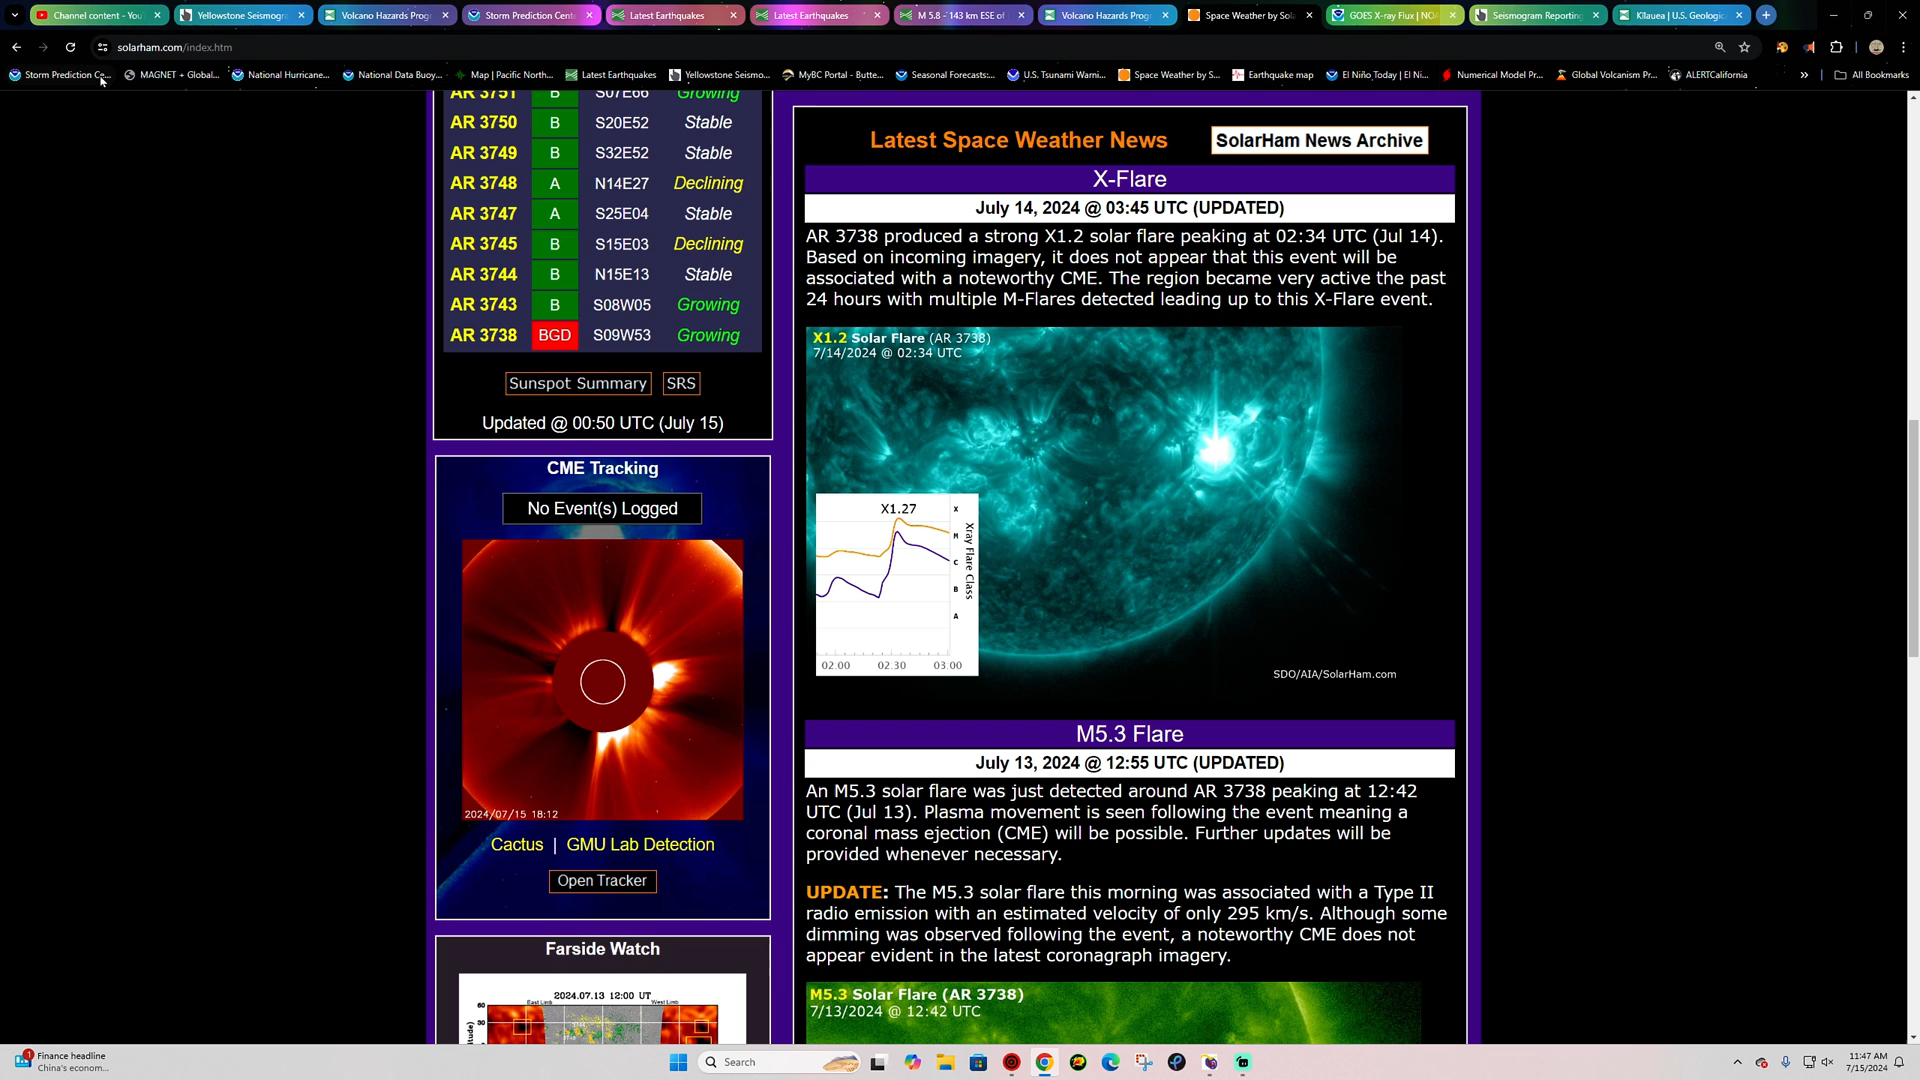 Channel content - You
Yellowstone Seismogra
Volcano Hazards Prog
Storm Prediction Cent
Latest Earthquakes
Latest Earthquakes
M 5.8 - 143 km ESE of
Volcano Hazards Prog
Space Weather by Sola
GOES X-ray Flux | NOA
Seismogram Reporting
Kīlauea | U.S. Geologic
solarham.com/index.htm
Storm Prediction Ce...
MAGNET + Global...
National Hurricane...
National Data Buoy...
Map | Pacific North...
Latest Earthquakes
Yellowstone Seismo...
MyBC Portal - Butte...
Seasonal Forecasts:...
U.S. Tsunami Warni...
Space Weather by S...
Earthquake map
El Niño Today | El Ni...
Numerical Model Pr...
Global Volcanism Pr...
ALERTCalifornia
All Bookmarks
AR 3751 B S07E66 Growing
AR 3750 B S20E52 Stable
AR 3749 B S32E52 Stable
AR 3748 A N14E27 Declining
AR 3747 A S25E04 Stable
AR 3745 B S15E03 Declining
AR 3744 B N15E13 Stable
AR 3743 B S08W05 Growing
AR 3738 BGD S09W53 Growing
Sunspot Summary SRS
Updated @ 00:50 UTC (July 15)
CME Tracking
No Event(s) Logged
2024/07/15 18:12
Cactus | GMU Lab Detection
Open Tracker
Farside Watch
2024.07.13 12:00 UT
East Limb West Limb
60
30
Latest Space Weather News
SolarHam News Archive
X-Flare
July 14, 2024 @ 03:45 UTC (UPDATED)
AR 3738 produced a strong X1.2 solar flare peaking at 02:34 UTC (Jul 14).
Based on incoming imagery, it does not appear that this event will be
associated with a noteworthy CME. The region became very active the past
24 hours with multiple M-Flares detected leading up to this X-Flare event.
X1.2 Solar Flare (AR 3738)
7/14/2024 @ 02:34 UTC
X1.27
X
M
C
B
A
Xray Flare Class
02:00 02:30 03:00
SDO/AIA/SolarHam.com
M5.3 Flare
July 13, 2024 @ 12:55 UTC (UPDATED)
An M5.3 solar flare was just detected around AR 3738 peaking at 12:42
UTC (Jul 13). Plasma movement is seen following the event meaning a
coronal mass ejection (CME) will be possible. Further updates will be
provided whenever necessary.
UPDATE: The M5.3 solar flare this morning was associated with a Type II
radio emission with an estimated velocity of only 295 km/s. Although some
dimming was observed following the event, a noteworthy CME does not
appear evident in the latest coronagraph imagery.
M5.3 Solar Flare (AR 3738)
7/13/2024 @ 12:42 UTC
1
Finance headline
China's econom...
Search
11:47 AM
7/15/2024